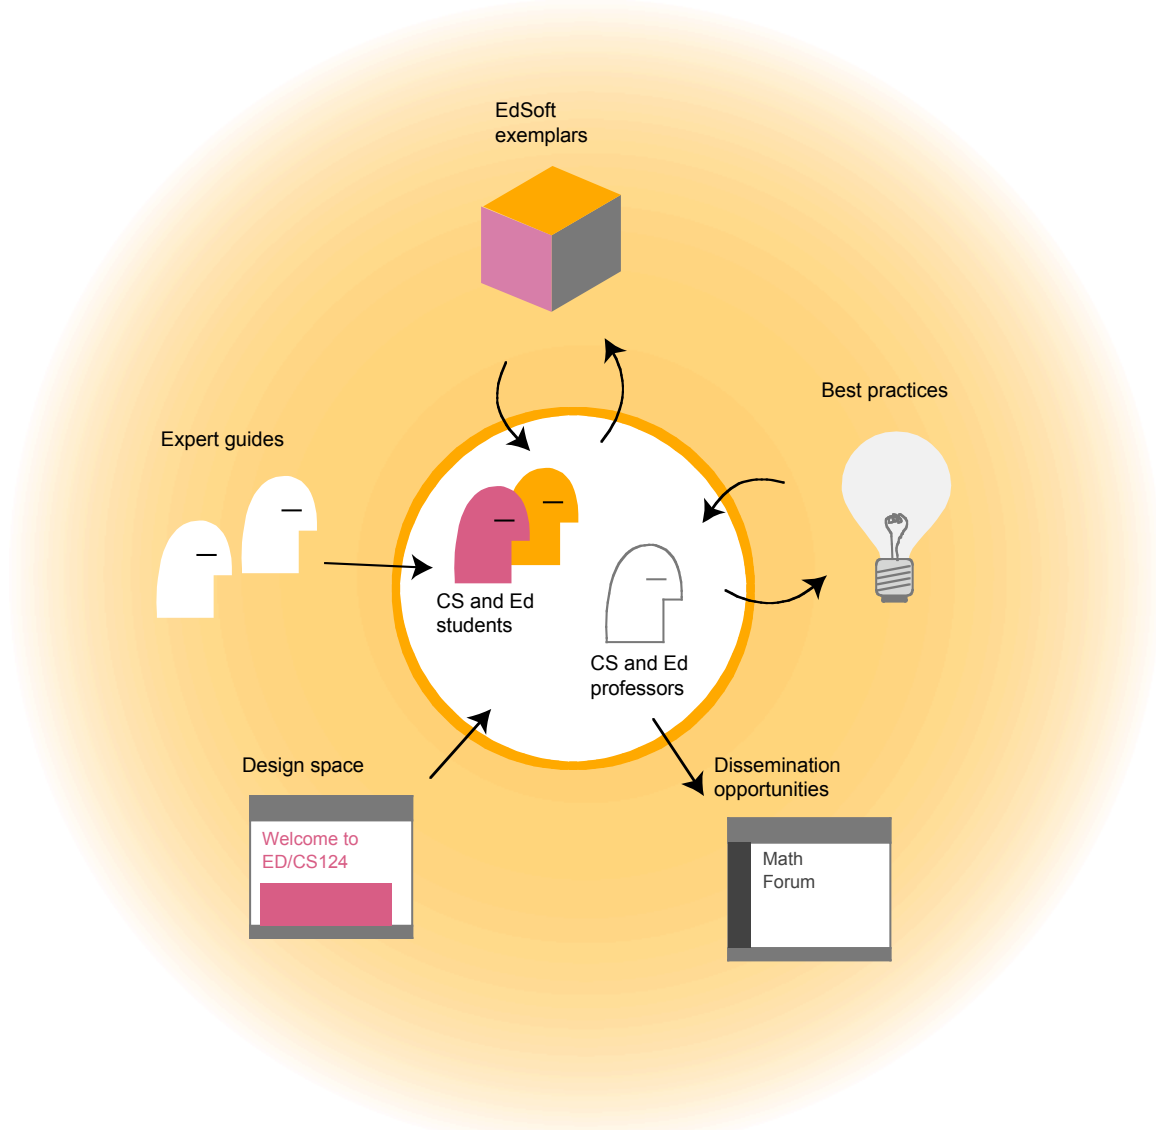 EdSoft
exemplars
Best practices
Expert guides
CS and Ed
students
CS and Ed
professors
Design space
Welcome to
ED/CS124
Dissemination
opportunities
Math
Forum